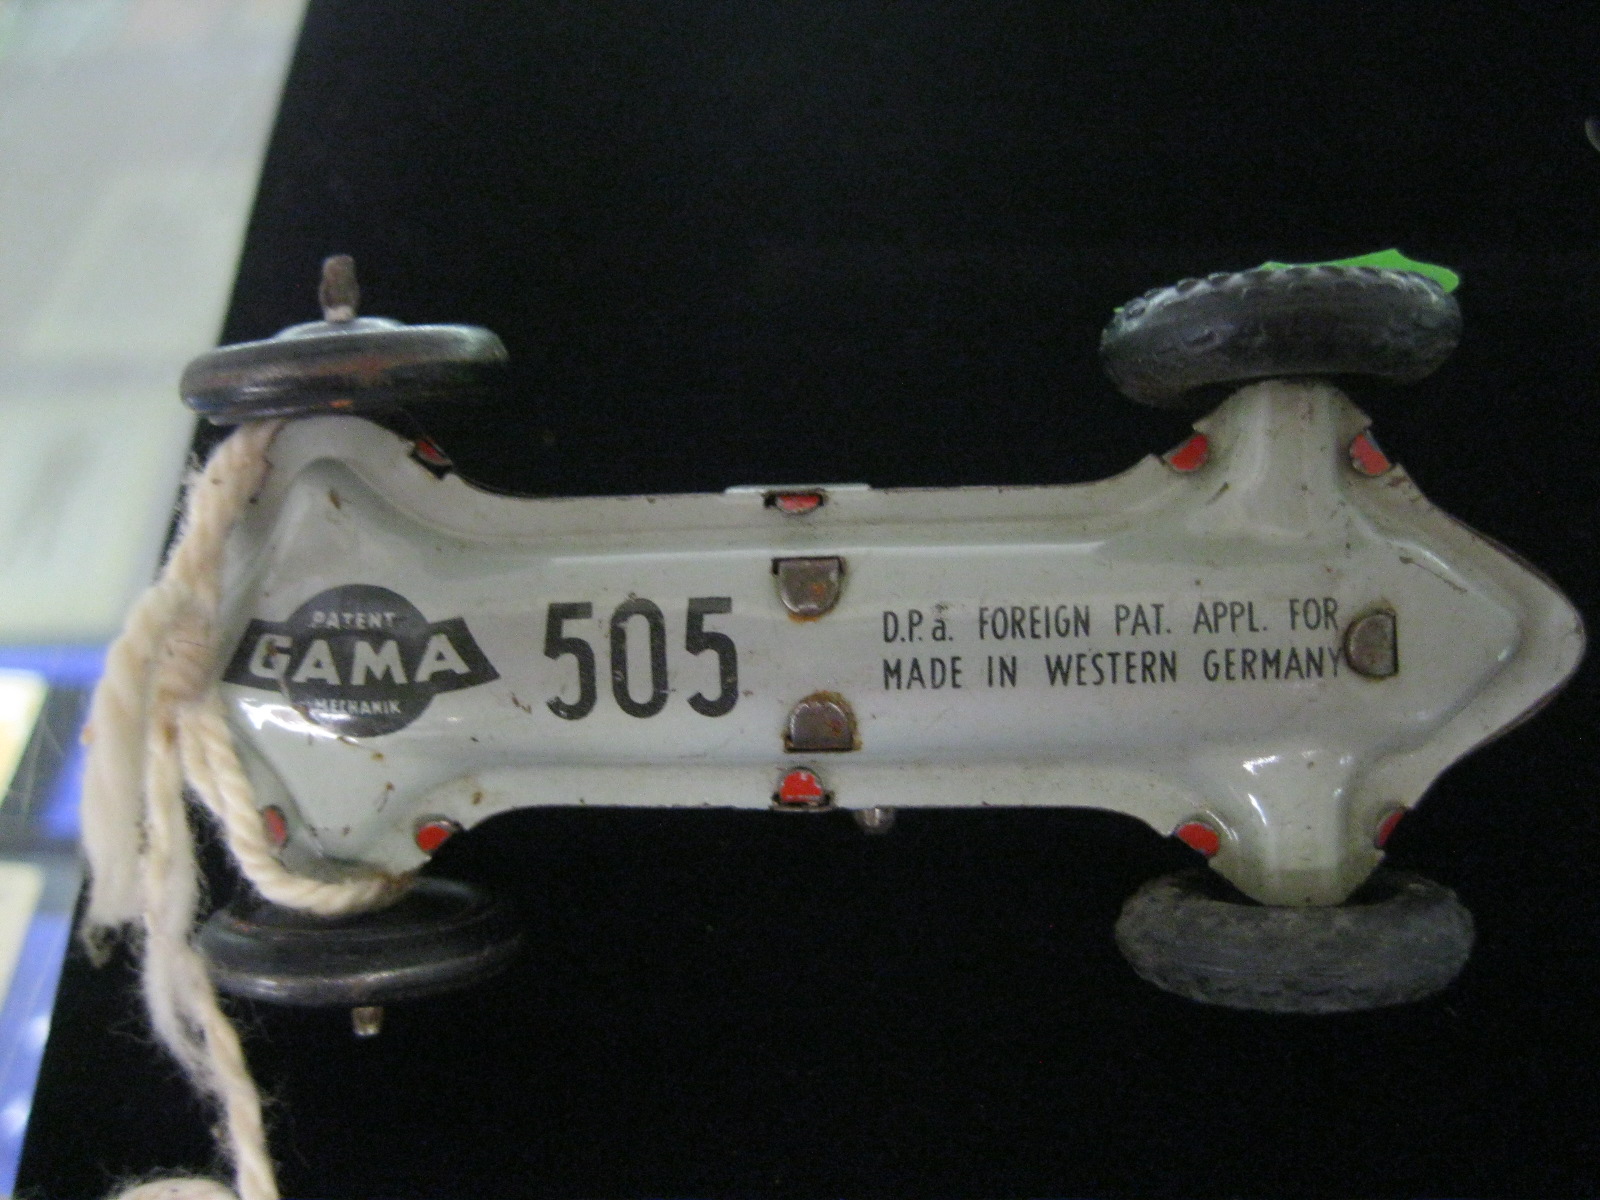 PATENT
GAMA
MECHANIK
505
D.P.a. FOREIGN PAT. APPL. FOR
MADE IN WESTERN GERMANY